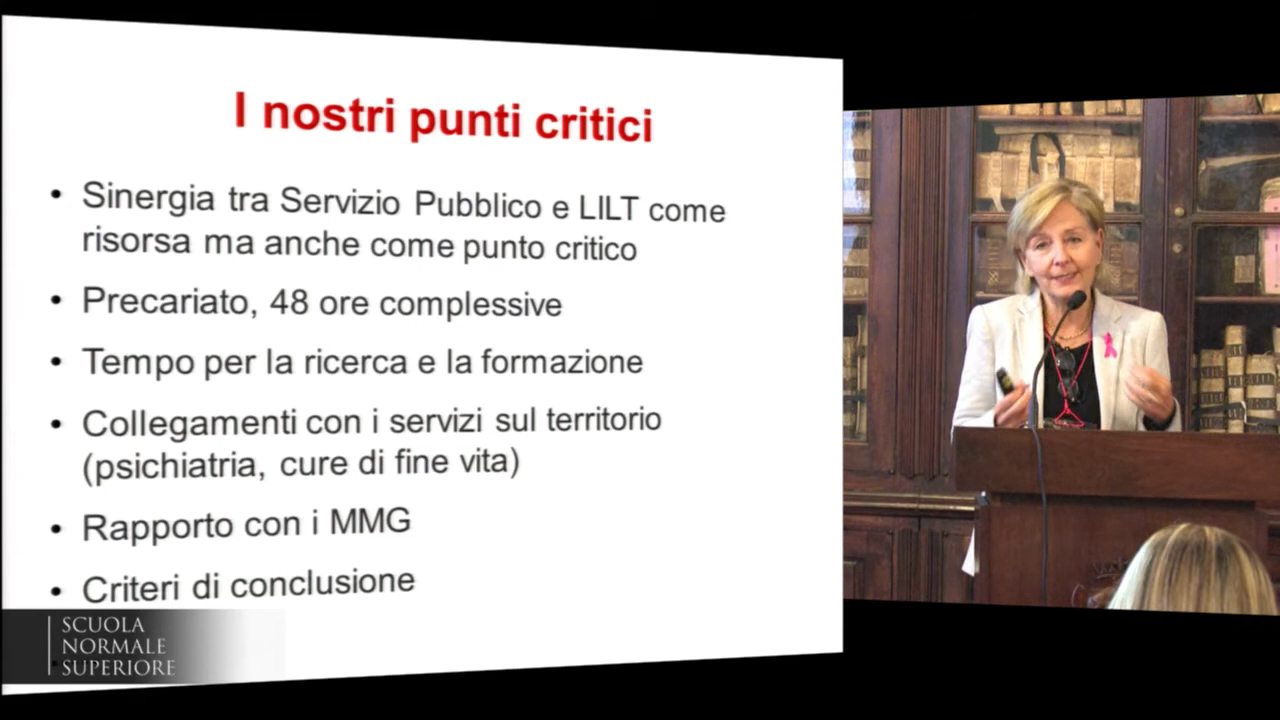 I nostri punti critici
• Sinergia tra Servizio Pubblico e LILT come
risorsa ma anche come punto critico
• Precariato, 48 ore complessive
• Tempo per la ricerca e la formazione
• Collegamenti con i servizi sul territorio
(psichiatria, cure di fine vita)
• Rapporto con i MMG
• Criteri di conclusione
SCUOLA
NORMALE
SUPERIORE